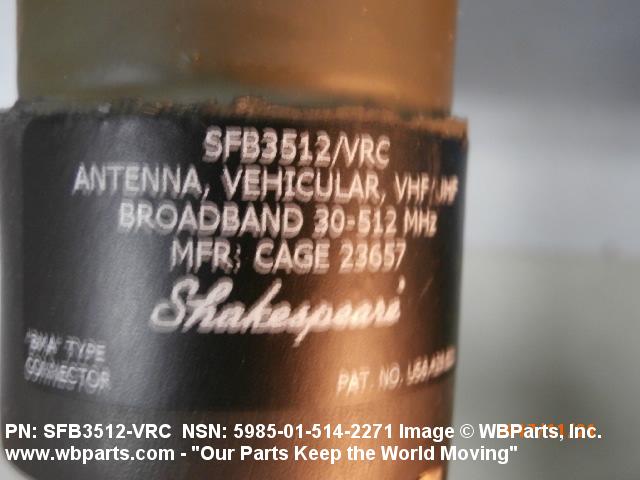 SFB3512/VRC
ANTENNA, VEHICULAR, VHF/UHF
BROADBAND 30-512 MHz
MFR; CAGE 23657
Shakespeare
TYPE
CONNECTOR
PAT. NO.
PN: SFB3512-VRC NSN: 5985-01-514-2271 Image © WBParts, Inc.
www.wbparts.com - "Our Parts Keep the World Moving"